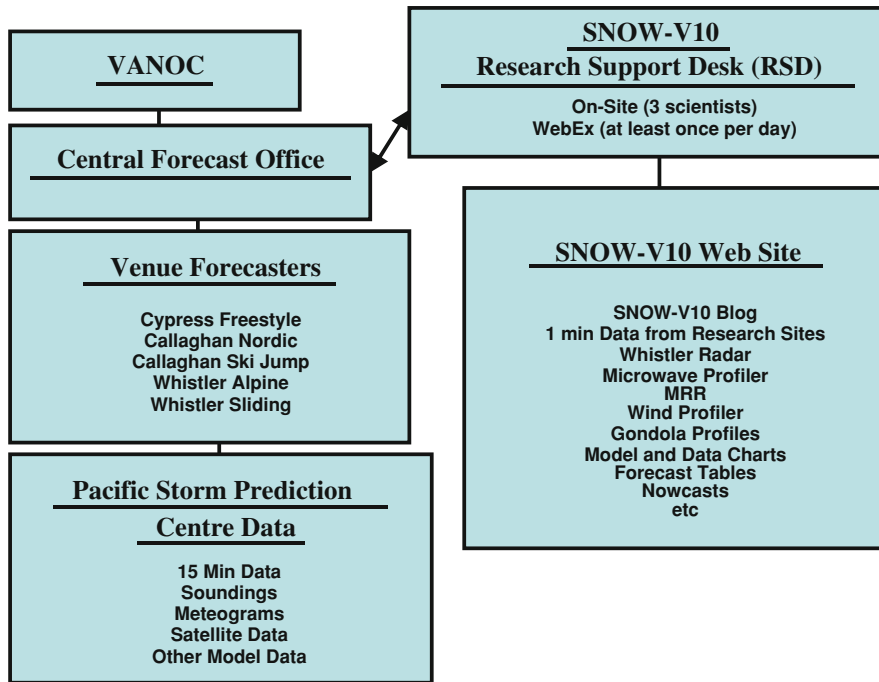 VANOC
Central Forecast Office
Venue Forecasters
Cypress Freestyle
Callaghan Nordic
Callaghan Ski Jump
Whistler Alpine
Whistler Sliding
Pacific Storm Prediction
Centre Data
15 Min Data
Soundings
Meteograms
Satellite Data
Other Model Data
SNOW-V10
Research Support Desk (RSD)
On-Site (3 scientists)
WebEx (at least once per day)
SNOW-V10 Web Site
SNOW-V10 Blog
1 min Data from Research Sites
Whistler Radar
Microwave Profiler
MRR
Wind Profiler
Gondola Profiles
Model and Data Charts
Forecast Tables
Nowcasts
etc